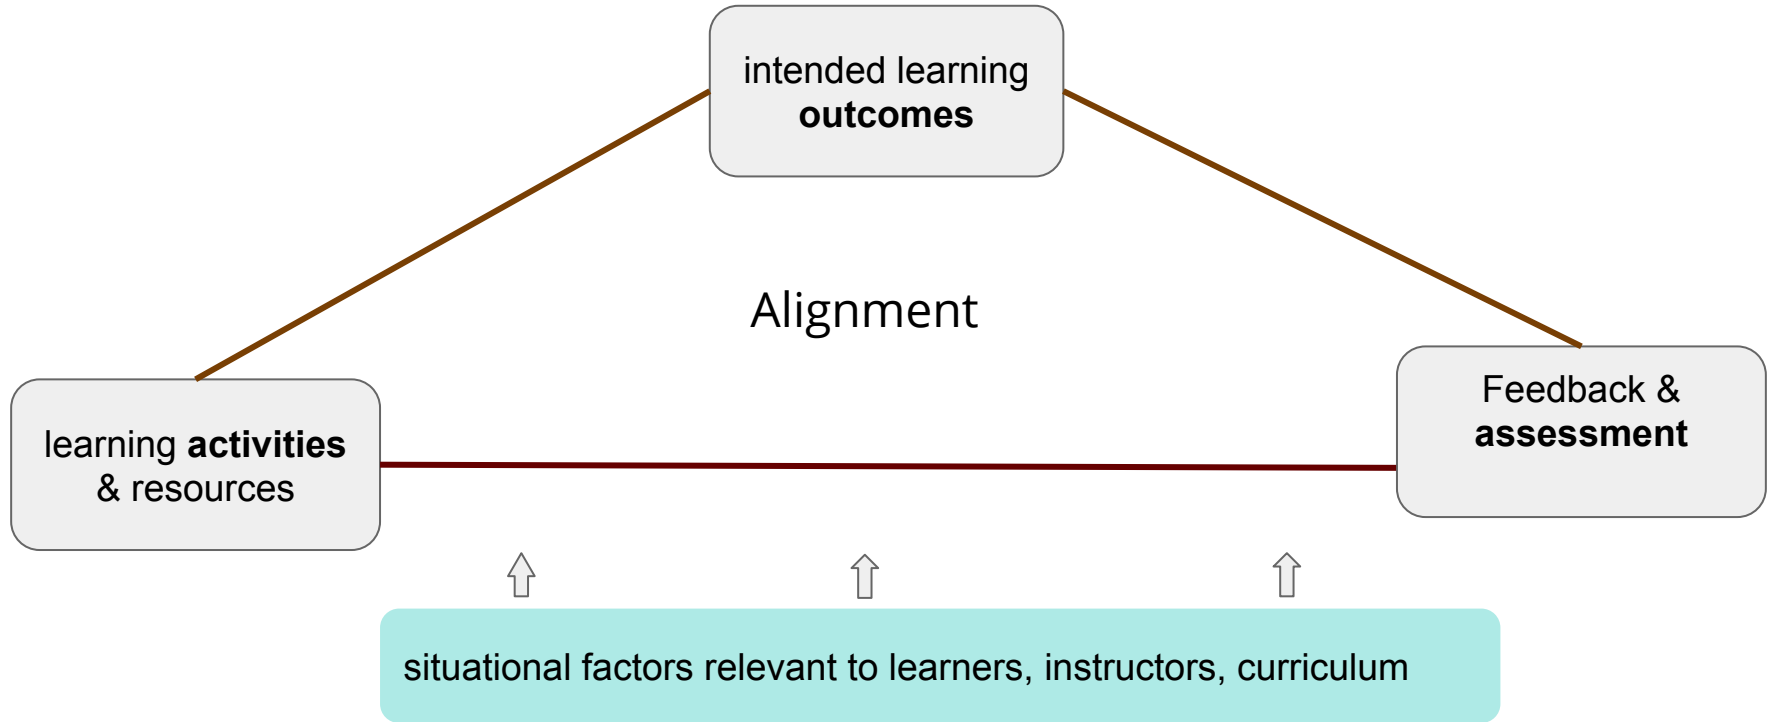 intended learning
outcomes
Alignment
learning activities
& resources
Feedback &
assessment
situational factors relevant to learners, instructors, curriculum